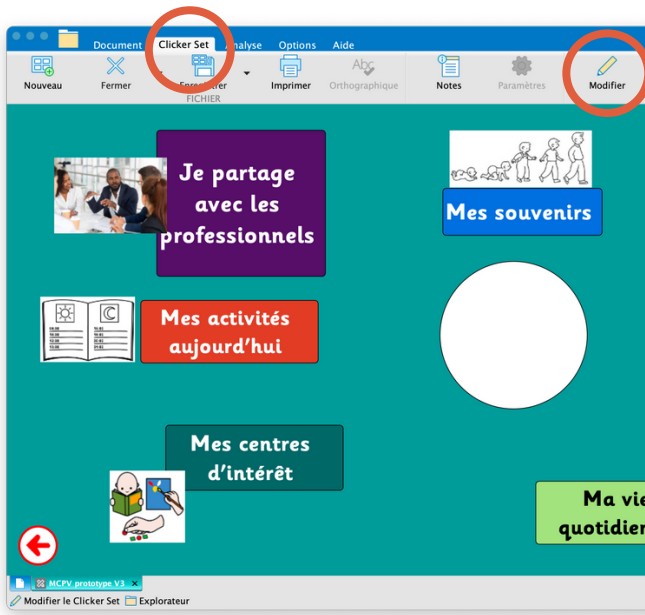 Document Clicker Set Analyse Options Aide
Abc
Nouveau Fermer Enregistrer Imprimer Orthographique Notes Paramètres Modifier
FICHIER
Je partage
avec les
professionnels
Mes souvenirs
Mes activités
aujourd'hui
Mes centres
d'intérêt
Ma vie
quotidien
MCPV prototype V3 ×
Modifier le Clicker Set Explorateur